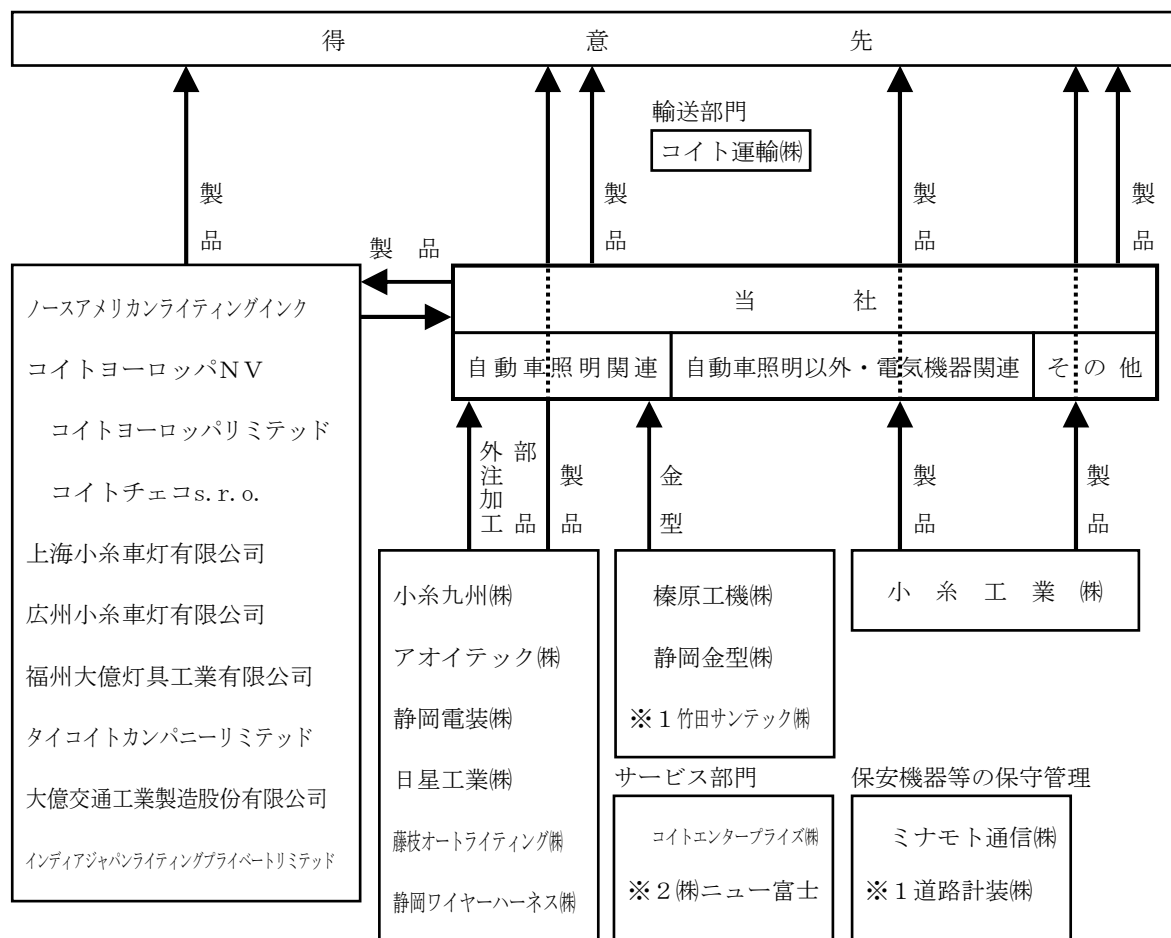 得意先
輸送部門
コイト運輸㈱
製品
製品
製品
製品
製品
ノースアメリカンライティングインク
コイトヨーロッパNV
コイトヨーロッパリミテッド
コイトチェコs.r.o.
上海小糸車灯有限公司
広州小糸車灯有限公司
福州大億灯具工業有限公司
タイコイトカンパニーリミテッド
大億交通工業製造股份有限公司
インディアジャパンライティングプライベートリミテッド
当社
自動車照明関連
自動車照明以外・電気機器関連
その他
外注加工
部品
製品
金型
製品
製品
小糸九州㈱
アオイテック㈱
静岡電装㈱
日星工業㈱
藤枝オートライティング㈱
静岡ワイヤーハーネス㈱
榛原工機㈱
静岡金型㈱
※1竹田サンテック㈱
小糸工業㈱
サービス部門
コイトエンタープライズ㈱
※2㈱ニュー富士
保安機器等の保守管理
ミナモト通信㈱
※1道路計装㈱